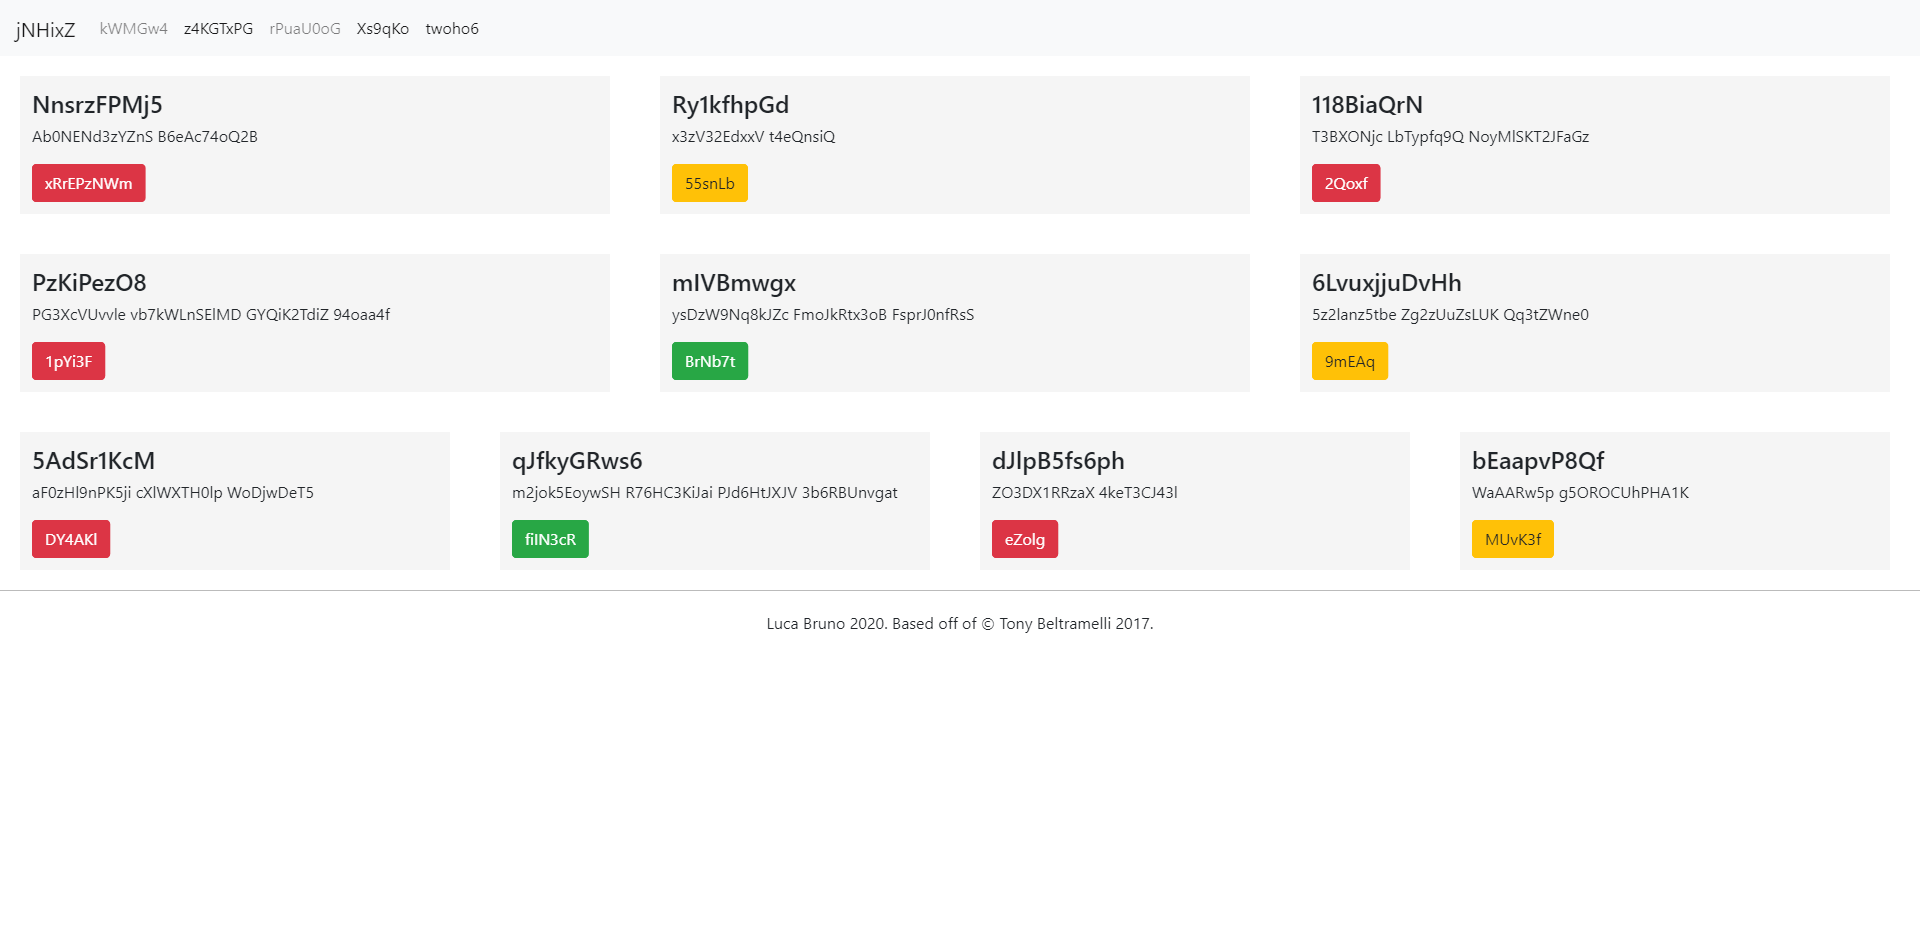 jNHixZ kWMGw4 z4KGTxPG rPuaU0oG Xs9qKo twoho6
NnsrzFPMj5
Ab0NENd3zYZnS B6eAc74oQ2B
xRrEPzNWm
Ry1kfhpGd
x3zV32EdxxV t4eQnsiQ
55snLb
118BiaQrN
T3BXONjc LbTypfq9Q NoyMlSKT2JFaGz
2Qoxf
PzKiPezO8
PG3XcVUvvle vb7kWLnSElMD GYQiK2TdiZ 94oaa4f
1pYi3F
mIVBmwgx
ysDzW9Nq8kJZc FmoJkRtx3oB FsprJ0nfRsS
BrNb7t
6LvuxjjuDvHh
5z2lanz5tbe Zg2zUuZsLUK Qq3tZWne0
9mEAq
5AdSr1KcM
aF0zHl9nPK5ji cXlWXTH0lp WoDjwDeT5
DY4AKl
qJfkyGRws6
m2jok5EoywSH R76HC3KiJai PJd6HtJXJV 3b6RBUnvgat
fiIN3cR
dJlpB5fs6ph
ZO3DX1RRzaX 4keT3CJ43l
eZolg
bEaapvP8Qf
WaAARw5p g5OROCUhPHA1K
MUvK3f
Luca Bruno 2020. Based off of © Tony Beltramelli 2017.